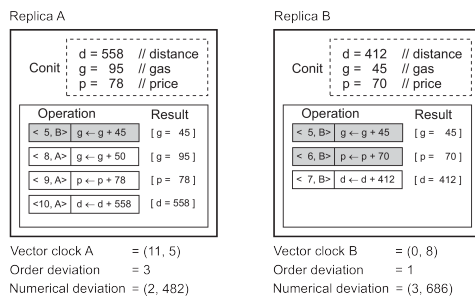 Replica A
Conit
d = 558 // distance
g = 95 // gas
p = 78 // price
Operation Result
< 5, B> g ← g + 45 [ g = 45 ]
< 8, A> g ← g + 50 [ g = 95 ]
< 9, A> p ← p + 78 [ p = 78 ]
<10, A> d ← d + 558 [ d = 558 ]
Vector clock A = (11, 5)
Order deviation = 3
Numerical deviation = (2, 482)
Replica B
Conit
d = 412 // distance
g = 45 // gas
p = 70 // price
Operation Result
< 5, B> g ← g + 45 [ g = 45 ]
< 6, B> p ← p + 70 [ p = 70 ]
< 7, B> d ← d + 412 [ d = 412 ]
Vector clock B = (0, 8)
Order deviation = 1
Numerical deviation = (3, 686)